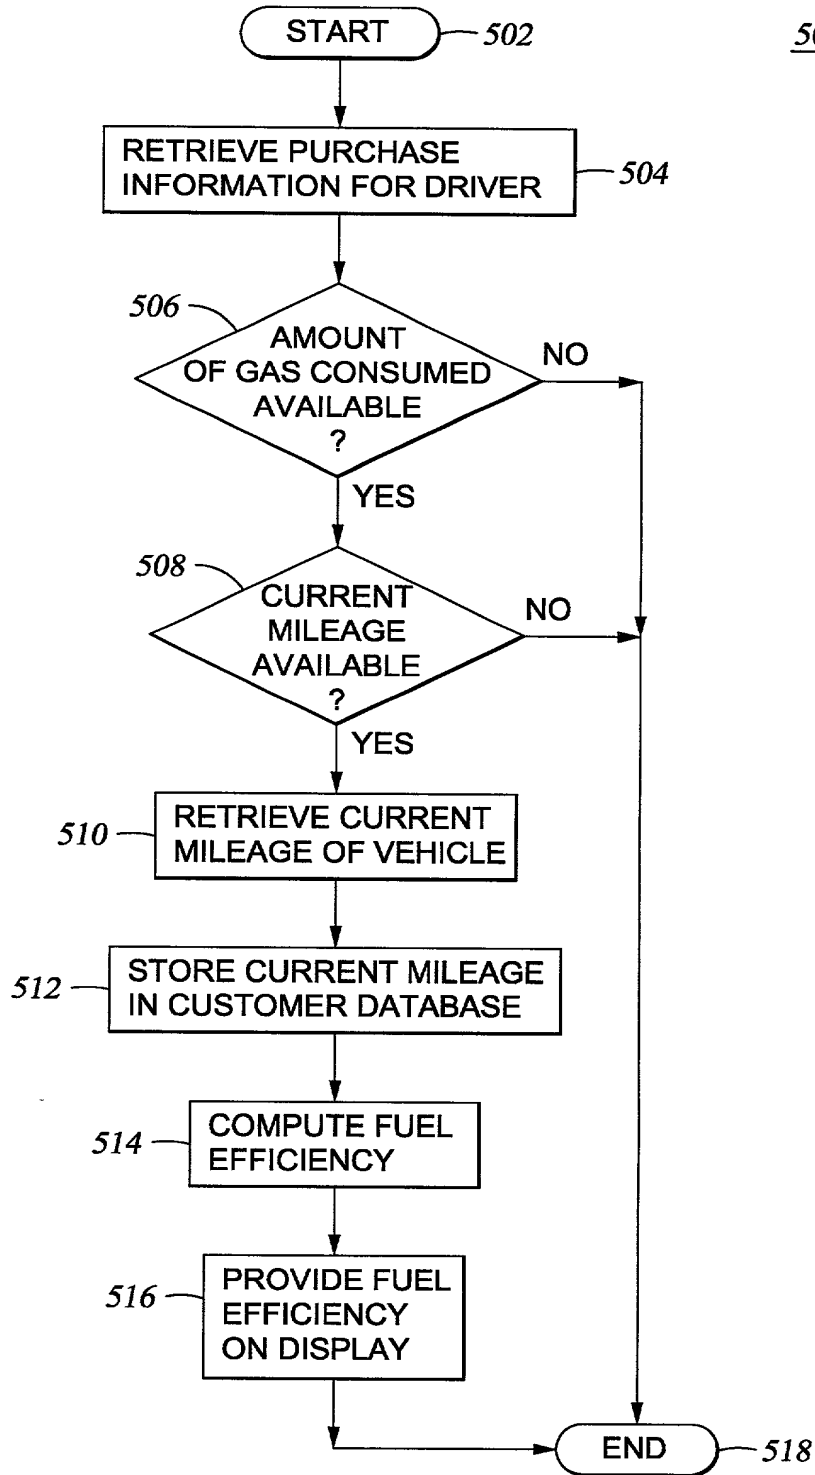 START
502
RETRIEVE PURCHASE
INFORMATION FOR DRIVER
504
506
AMOUNT
OF GAS CONSUMED
AVAILABLE
?
NO
YES
508
CURRENT
MILEAGE
AVAILABLE
?
NO
YES
510
RETRIEVE CURRENT
MILEAGE OF VEHICLE
512
STORE CURRENT MILEAGE
IN CUSTOMER DATABASE
514
COMPUTE FUEL
EFFICIENCY
516
PROVIDE FUEL
EFFICIENCY
ON DISPLAY
END
518